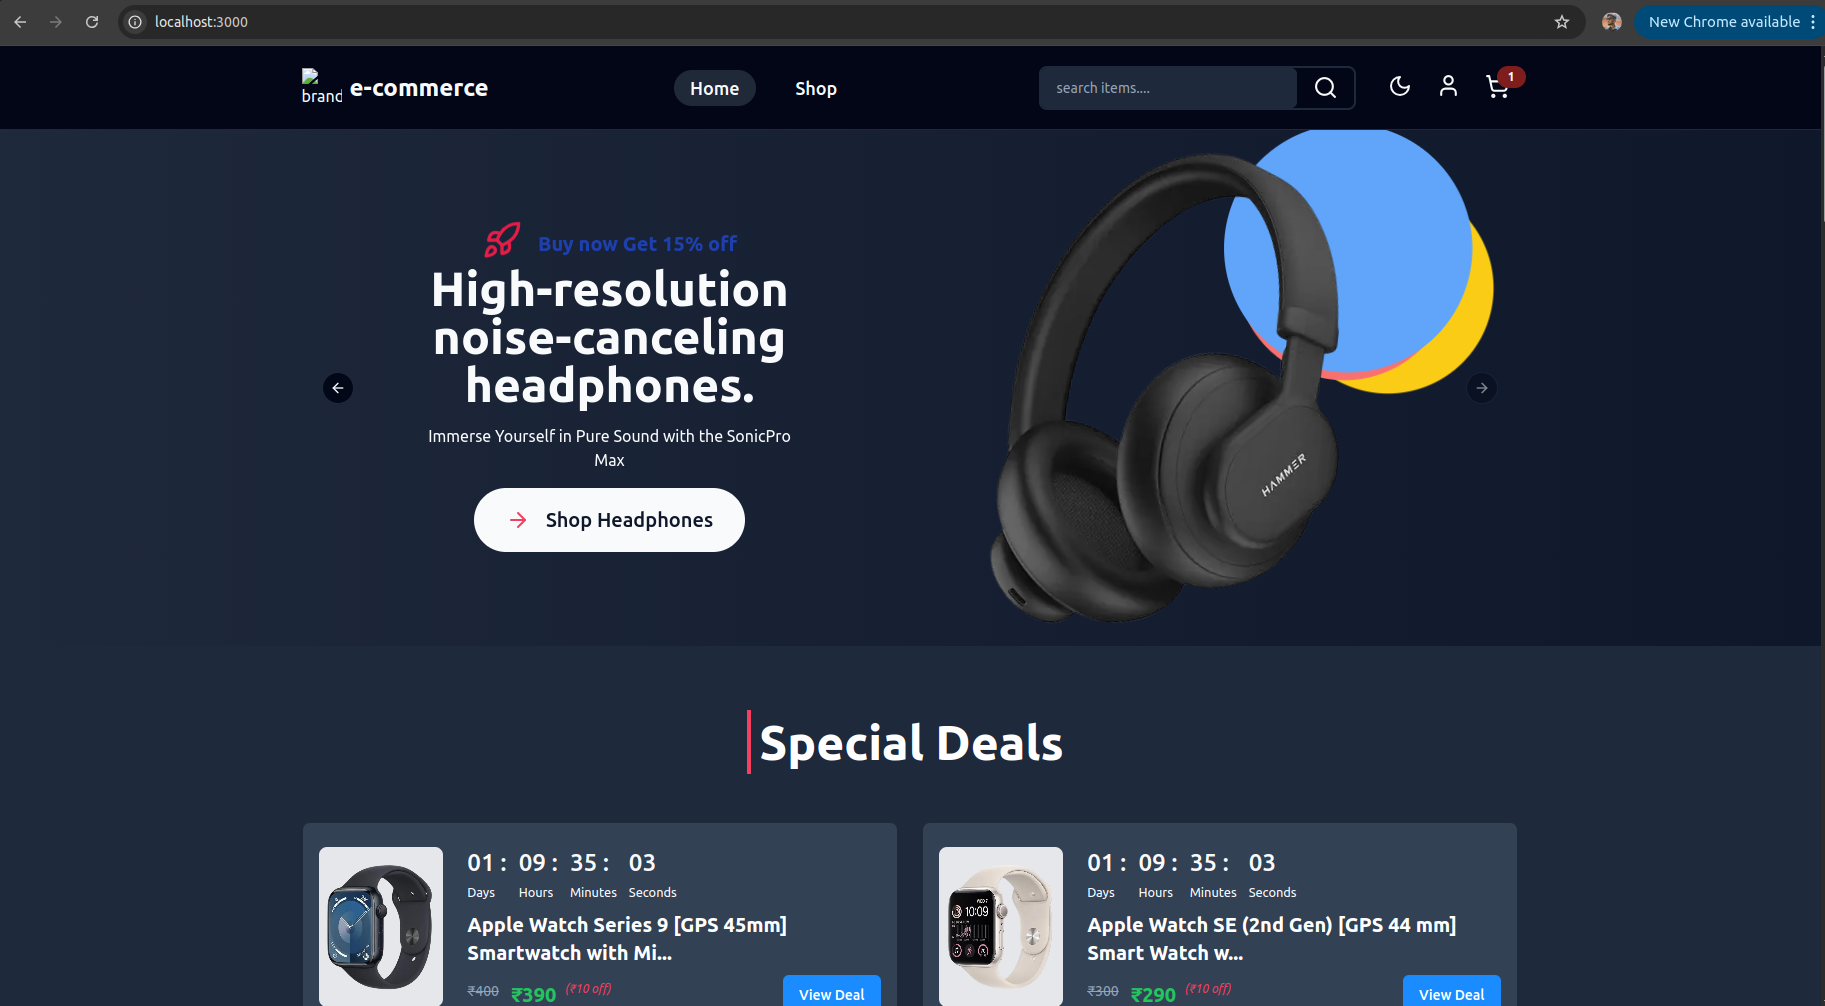 localhost:3000
New Chrome available
brand
e-commerce
Home
Shop
search items....
1
Buy now Get 15% off
High-resolution
noise-canceling
headphones.
Immerse Yourself in Pure Sound with the SonicPro
Max
Shop Headphones
HAMMER
Special Deals
01 : 09 : 35 : 03
Days Hours Minutes Seconds
Apple Watch Series 9 [GPS 45mm]
Smartwatch with Mi...
₹400 ₹390 (₹10 off)
View Deal
10:09
01 : 09 : 35 : 03
Days Hours Minutes Seconds
Apple Watch SE (2nd Gen) [GPS 44 mm]
Smart Watch w...
₹300 ₹290 (₹10 off)
View Deal